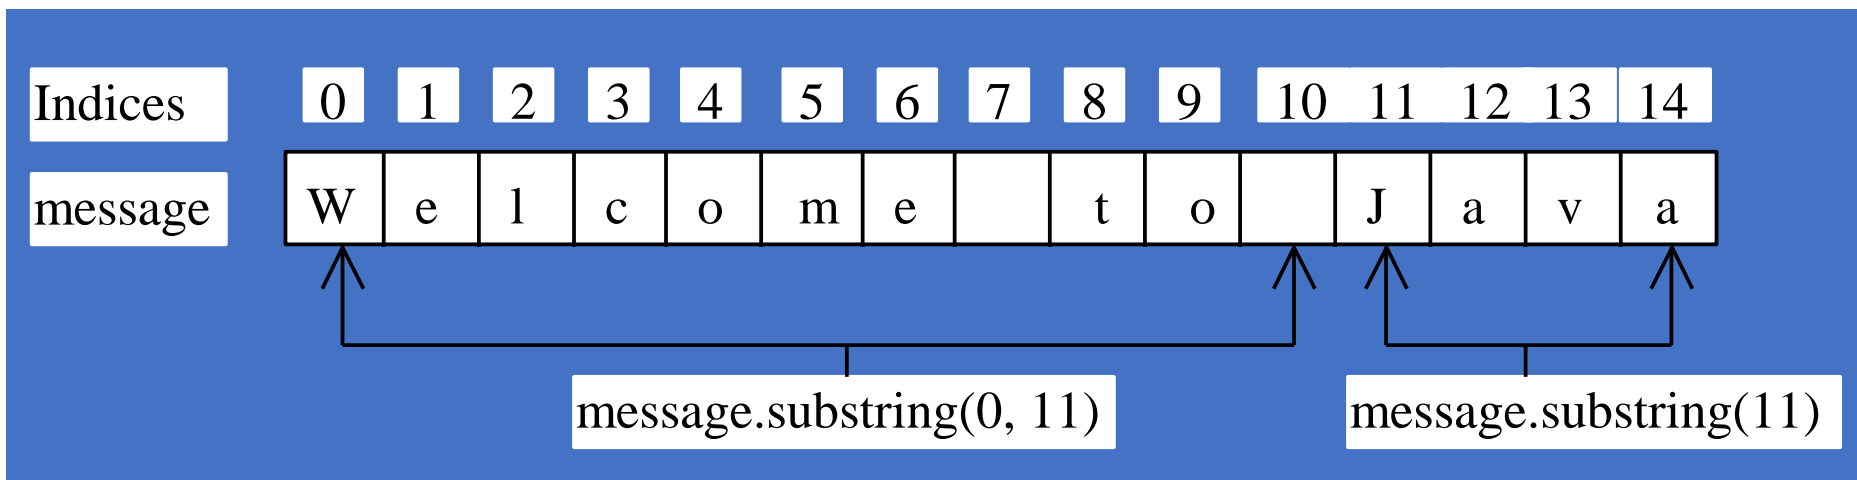 Indices 0 1 2 3 4 5 6 7 8 9 10 11 12 13 14
message W e l c o m e t o J a v a
message.substring(0, 11) message.substring(11)